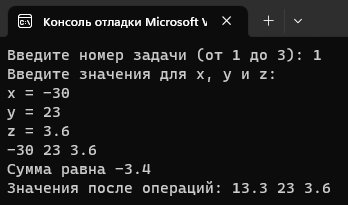 Консоль отладки Microsoft V
Введите номер задачи (от 1 до 3): 1
Введите значения для x, y и z:
x = -30
y = 23
z = 3.6
-30 23 3.6
Сумма равна -3.4
Значения после операций: 13.3 23 3.6